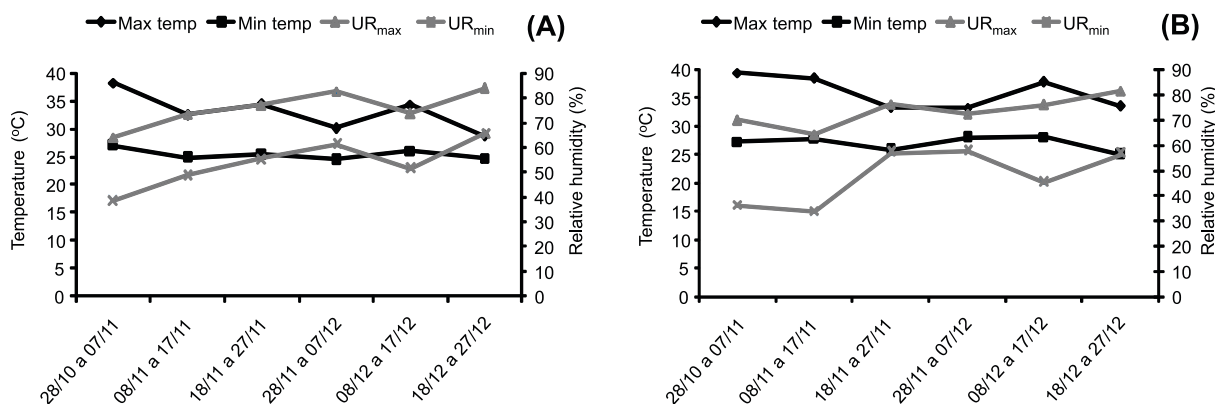 Max temp Min temp URmax URmin (A)
Temperature (oC)
40
35
30
25
20
15
10
5
0
90
80
70
60
50
40
30
20
10
0
Relative humidity (%)
28/10 a 07/11
08/11 a 17/11
18/11 a 27/11
28/11 a 07/12
08/12 a 17/12
18/12 a 27/12
Max temp Min temp URmax URmin (B)
Temperature (oC)
40
35
30
25
20
15
10
5
0
90
80
70
60
50
40
30
20
10
0
Relative humidity (%)
28/10 a 07/11
08/11 a 17/11
18/11 a 27/11
28/11 a 07/12
08/12 a 17/12
18/12 a 27/12